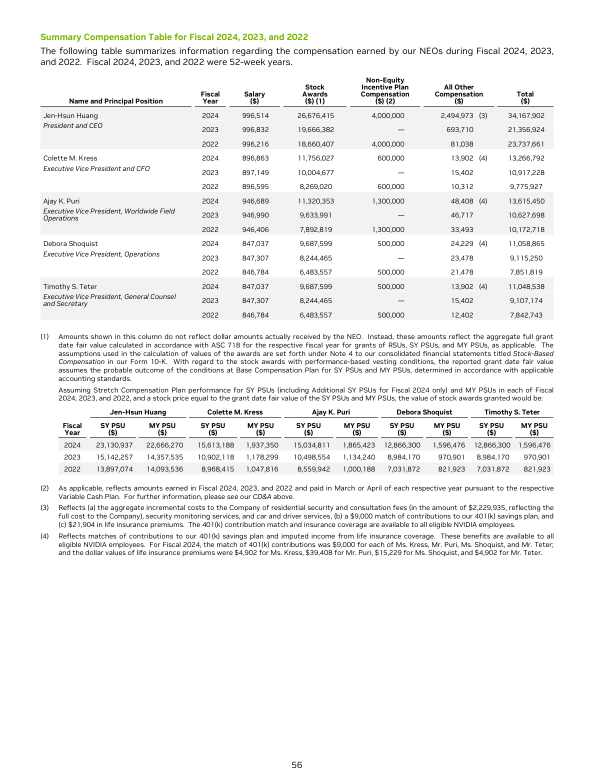 Summary Compensation Table for Fiscal 2024, 2023, and 2022
The following table summarizes information regarding the compensation earned by our NEOs during Fiscal 2024, 2023,
and 2022. Fiscal 2024, 2023, and 2022 were 52-week years.
Name and Principal Position Fiscal Year Salary ($) Stock Awards ($) (1) Non-Equity Incentive Plan Compensation ($) (2) All Other Compensation ($) Total ($)
Jen-Hsun Huang 2024 996,514 26,676,415 4,000,000 2,494,973 (3) 34,167,902
President and CEO 2023 996,832 19,666,382 — 693,710 21,356,924
2022 996,216 18,660,407 4,000,000 81,038 23,737,661
Colette M. Kress 2024 896,863 11,756,027 600,000 13,902 (4) 13,266,792
Executive Vice President and CFO 2023 897,149 10,004,677 — 15,402 10,917,228
2022 896,595 8,269,020 600,000 10,312 9,775,927
Ajay K. Puri 2024 946,689 11,320,353 1,300,000 48,408 (4) 13,615,450
Executive Vice President, Worldwide Field Operations 2023 946,990 9,633,991 — 46,717 10,627,698
2022 946,406 7,892,819 1,300,000 33,493 10,172,718
Debora Shoquist 2024 847,037 9,687,599 500,000 24,229 (4) 11,058,865
Executive Vice President, Operations 2023 847,307 8,244,465 — 23,478 9,115,250
2022 846,784 6,483,557 500,000 21,478 7,851,819
Timothy S. Teter 2024 847,037 9,687,599 500,000 13,902 (4) 11,048,538
Executive Vice President, General Counsel and Secretary 2023 847,307 8,244,465 — 15,402 9,107,174
2022 846,784 6,483,557 500,000 12,402 7,842,743
(1) Amounts shown in this column do not reflect dollar amounts actually received by the NEO. Instead, these amounts reflect the aggregate full grant
date fair value calculated in accordance with ASC 718 for the respective fiscal year for grants of RSUs, SY PSUs, and MY PSUs, as applicable. The
assumptions used in the calculation of values of the awards are set forth under Note 4 to our consolidated financial statements titled Stock-Based
Compensation in our Form 10-K. With regard to the stock awards with performance-based vesting conditions, the reported grant date fair value
assumes the probable outcome of the conditions at Base Compensation Plan for SY PSUs and MY PSUs, determined in accordance with applicable
accounting standards.
Assuming Stretch Compensation Plan performance for SY PSUs (including Additional SY PSUs for Fiscal 2024 only) and MY PSUs in each of Fiscal
2024, 2023, and 2022, and a stock price equal to the grant date fair value of the SY PSUs and MY PSUs, the value of stock awards granted would be:
Jen-Hsun Huang Colette M. Kress Ajay K. Puri Debora Shoquist Timothy S. Teter
Fiscal Year SY PSU ($) MY PSU ($) SY PSU ($) MY PSU ($) SY PSU ($) MY PSU ($) SY PSU ($) MY PSU ($) SY PSU ($) MY PSU ($)
2024 23,130,937 22,666,270 15,613,188 1,937,350 15,034,811 1,865,423 12,866,300 1,596,476 12,866,300 1,596,476
2023 15,142,257 14,357,535 10,902,118 1,178,299 10,498,554 1,134,240 8,984,170 970,901 8,984,170 970,901
2022 13,897,074 14,093,536 8,968,415 1,047,816 8,559,942 1,000,188 7,031,872 821,923 7,031,872 821,923
(2) As applicable, reflects amounts earned in Fiscal 2024, 2023, and 2022 and paid in March or April of each respective year pursuant to the respective
Variable Cash Plan. For further information, please see our CD&A above.
(3) Reflects (a) the aggregate incremental costs to the Company of residential security and consultation fees (in the amount of $2,229,935, reflecting the
full cost to the Company), security monitoring services, and car and driver services, (b) a $9,000 match of contributions to our 401(k) savings plan, and
(c) $21,904 in life insurance premiums. The 401(k) contribution match and insurance coverage are available to all eligible NVIDIA employees.
(4) Reflects matches of contributions to our 401(k) savings plan and imputed income from life insurance coverage. These benefits are available to all
eligible NVIDIA employees. For Fiscal 2024, the match of 401(k) contributions was $9,000 for each of Ms. Kress, Mr. Puri, Ms. Shoquist, and Mr. Teter;
and the dollar values of life insurance premiums were $4,902 for Ms. Kress, $39,408 for Mr. Puri, $15,229 for Ms. Shoquist, and $4,902 for Mr. Teter.
56